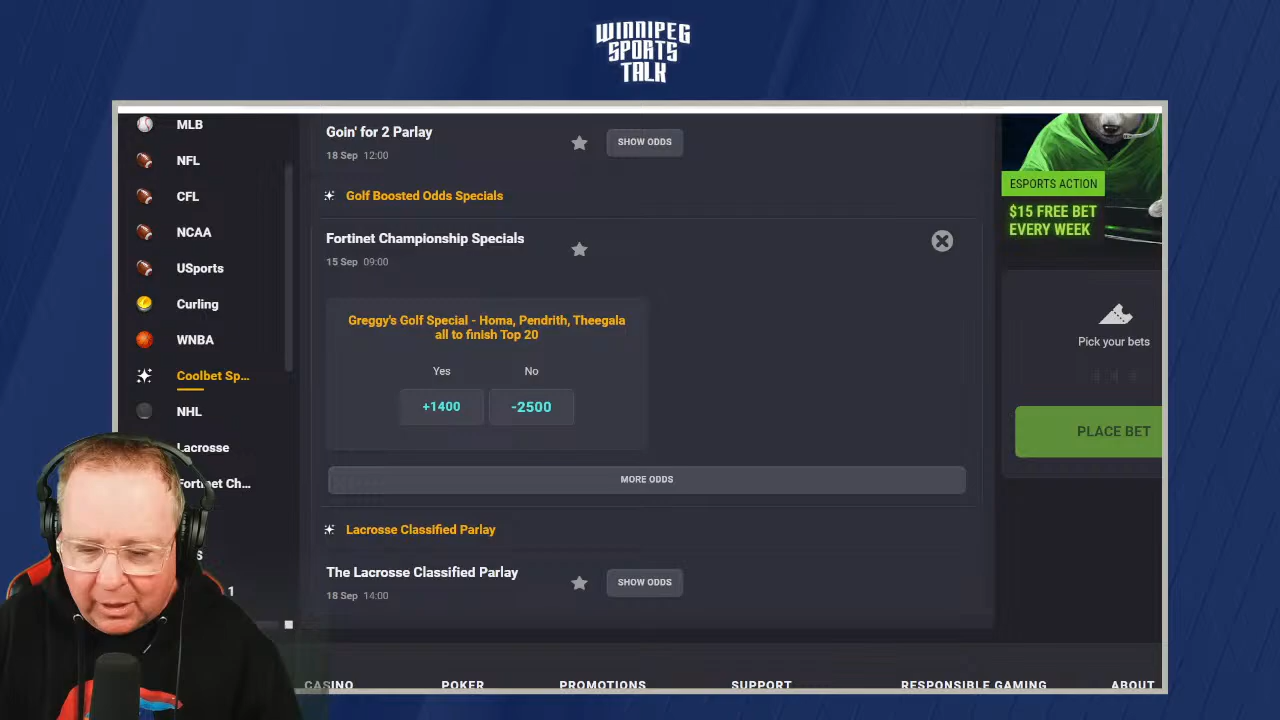 WINNIPEG
SPORTS
TALK
MLB
NFL
CFL
NCAA
USports
Curling
WNBA
Coolbet Sp...
NHL
Lacrosse
Fortinet Ch...
S
1
Goin' for 2 Parlay
18 Sep 12:00
SHOW ODDS
Golf Boosted Odds Specials
Fortinet Championship Specials
15 Sep 09:00
Greggy's Golf Special - Homa, Pendrith, Theegala
all to finish Top 20
Yes No
+1400 -2500
MORE ODDS
Lacrosse Classified Parlay
The Lacrosse Classified Parlay
18 Sep 14:00
SHOW ODDS
ESPORTS ACTION
$15 FREE BET
EVERY WEEK
Pick your bets
PLACE BET
CASINO POKER PROMOTIONS SUPPORT RESPONSIBLE GAMING ABOUT